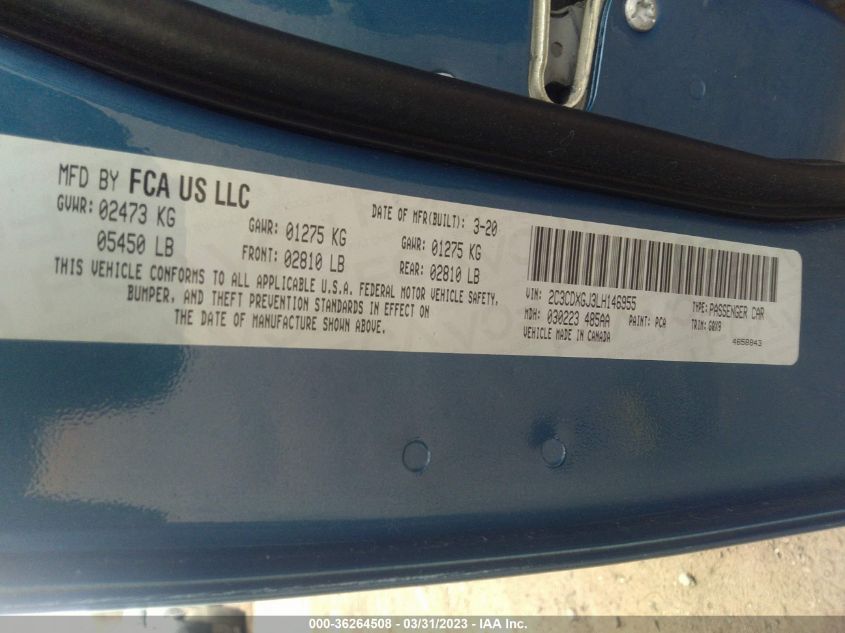 MFD BY FCA US LLC
GVWR: 02473 KG
05450 LB
GAWR: 01275 KG
FRONT: 02810 LB
DATE OF MFR(BUILT): 3-20
GAWR: 01275 KG
REAR: 02810 LB
THIS VEHICLE CONFORMS TO ALL APPLICABLE U.S.A. FEDERAL MOTOR VEHICLE SAFETY,
BUMPER, AND THEFT PREVENTION STANDARDS IN EFFECT ON
THE DATE OF MANUFACTURE SHOWN ABOVE.
VIN: 2C3CDXGJ3LH146955
TYPE: PASSENGER CAR
MDH: 030223 485AA
PAINT: PCA
TRIM: G8X9
VEHICLE MADE IN CANADA
4658843
000-36264508 - 03/31/2023 - IAA Inc.